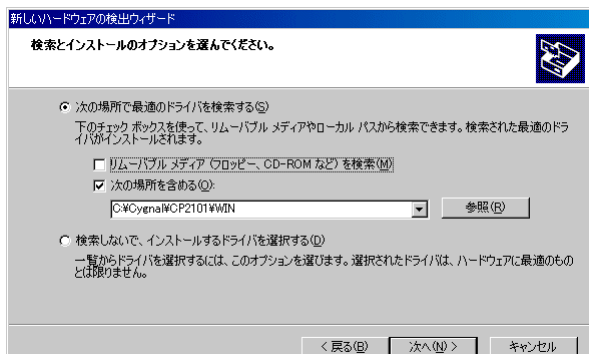 新しいハードウェアの検出ウィザード
検索とインストールのオプションを選んでください。
次の場所で最適のドライバを検索する(S)
下のチェック ボックスを使って、リムーバブル メディアやローカル パスから検索できます。検索された最適のドラ
イバがインストールされます。
リムーバブル メディア (フロッピー、CD-ROM など) を検索(M)
次の場所を含める(O):
C:¥Cygnal¥CP2101¥WIN
参照(R)
検索しないで、インストールするドライバを選択する(D)
一覧からドライバを選択するには、このオプションを選びます。選択されたドライバは、ハードウェアに最適のもの
とは限りません。
< 戻る(B)
次へ(N) >
キャンセル